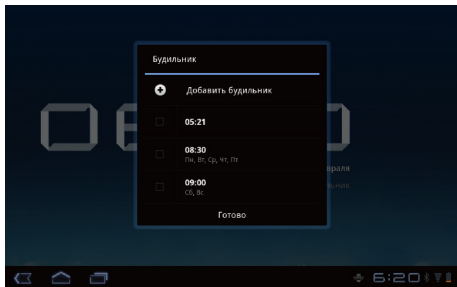 Будильник
Добавить будильник
05:21
08:30
Пн, Вт, Ср, Чт, Пт
09:00
Сб, Вс
враля
Готово
6:20